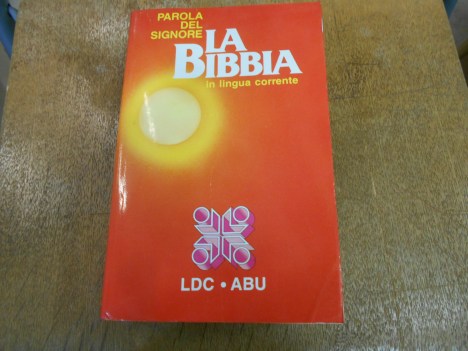 PAROLA
DEL
SIGNORE
LA
BIBBIA
in lingua corrente
LDC • ABU